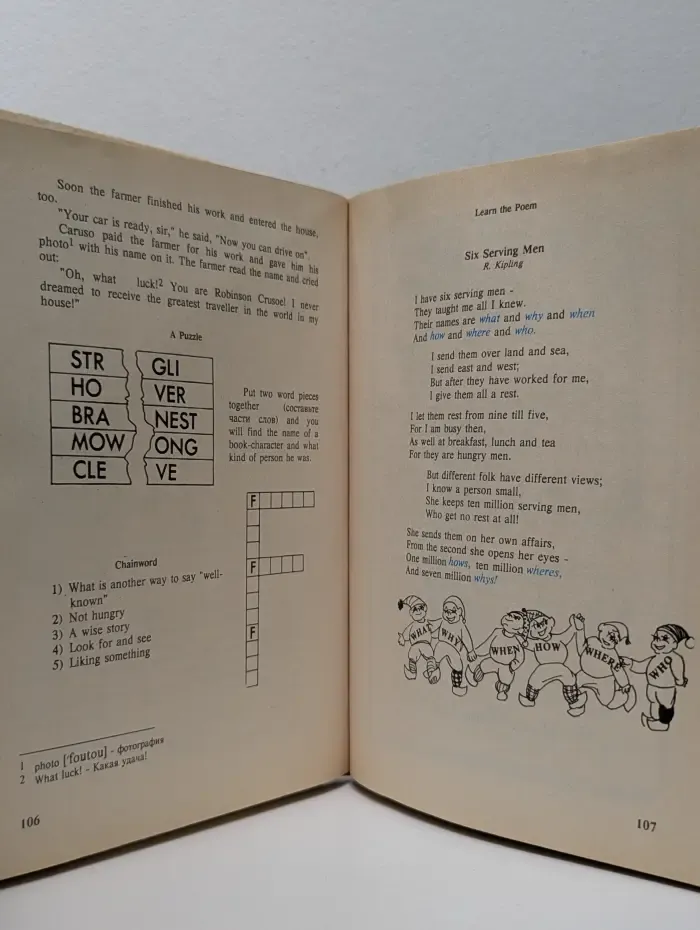 Soon the farmer finished his work and entered the house,
too.
"Your car is ready, sir," he said, "Now you can drive on".
Caruso paid the farmer for his work and gave him his
photo¹ with his name on it. The farmer read the name and cried
out:
"Oh, what luck!² You are Robinson Crusoe! I never
dreamed to receive the greatest traveller in the world in my
house!"
A Puzzle
STR GLI
HO VER
BRA NEST
MOW ONG
CLE VE
Put two word pieces
together (составьте
части слов) and you
will find the name of a
book-character and what
kind of person he was.
Chainword
1) What is another way to say "well-
known"
2) Not hungry
3) A wise story
4) Look for and see
5) Liking something
F
F
F
1 photo ['foutou] - фотография
2 What luck! - Какая удача!
106
Learn the Poem
Six Serving Men
R. Kipling
I have six serving men -
They taught me all I knew.
Their names are what and why and when
And how and where and who.
I send them over land and sea,
I send east and west;
But after they have worked for me,
I give them all a rest.
I let them rest from nine till five,
For I am busy then,
As well at breakfast, lunch and tea
For they are hungry men.
But different folk have different views;
I know a person small,
She keeps ten million serving men,
Who get no rest at all!
She sends them on her own affairs,
From the second she opens her eyes -
One million hows, ten million wheres,
And seven million whys!
WHAT WHY WHEN HOW WHERE WHO
107